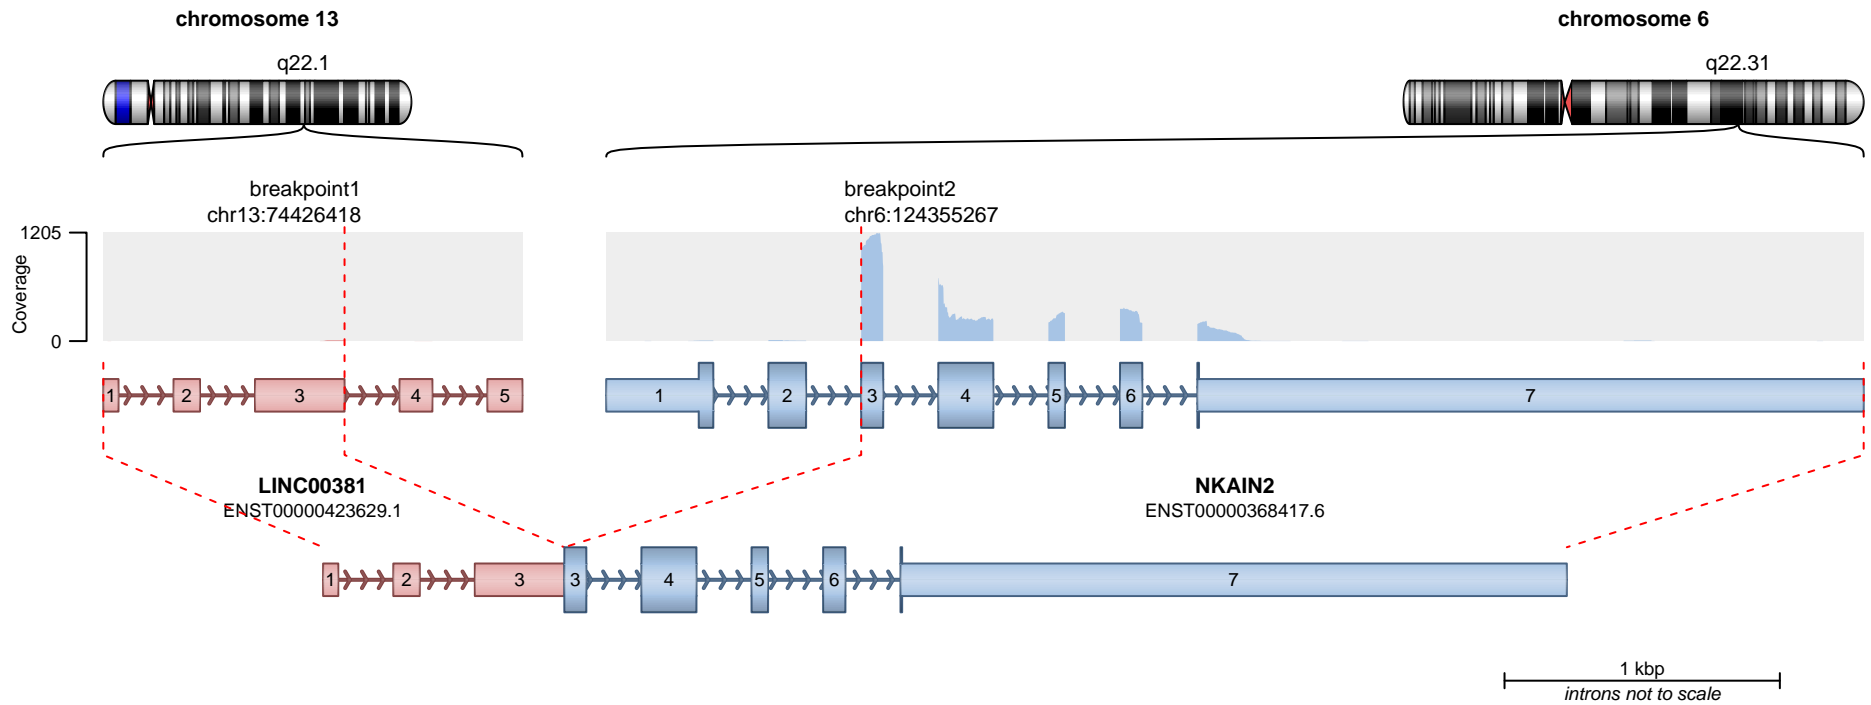 chromosome 13
chromosome 6
q22.1
q22.31
breakpoint1
chr13:74426418
breakpoint2
chr6:124355267
1205
Coverage
0
1 2 3 4 5
1 2 3 4 5 6 7
LINC00381
ENST00000423629.1
NKAIN2
ENST00000368417.6
1 2 3 3 4 5 6 7
1 kbp
introns not to scale